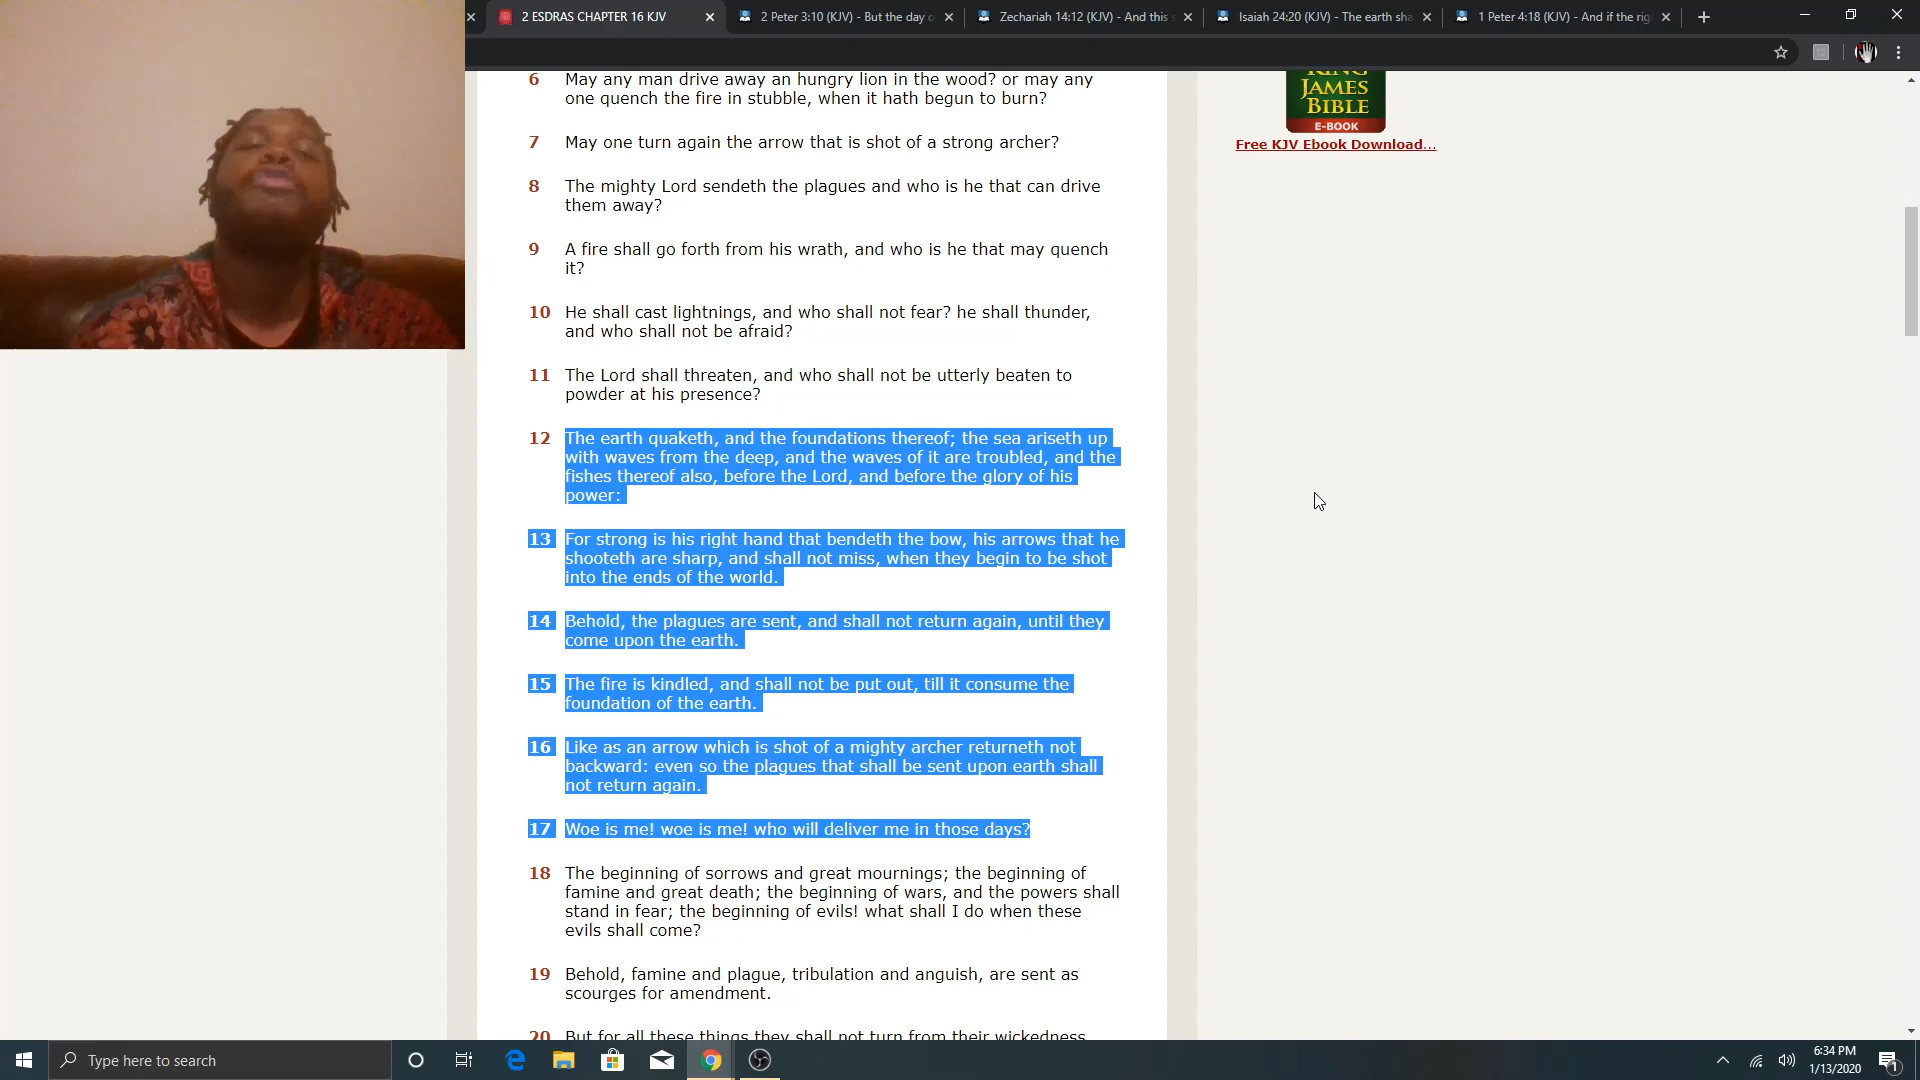 2 ESDRAS CHAPTER 16 KJV
2 Peter 3:10 (KJV) - But the day o
Zechariah 14:12 (KJV) - And this s
Isaiah 24:20 (KJV) - The earth sha
1 Peter 4:18 (KJV) - And if the rig
KING
JAMES
BIBLE
E-BOOK
Free KJV Ebook Download...
6 May any man drive away an hungry lion in the wood? or may any
one quench the fire in stubble, when it hath begun to burn?
7 May one turn again the arrow that is shot of a strong archer?
8 The mighty Lord sendeth the plagues and who is he that can drive
them away?
9 A fire shall go forth from his wrath, and who is he that may quench
it?
10 He shall cast lightnings, and who shall not fear? he shall thunder,
and who shall not be afraid?
11 The Lord shall threaten, and who shall not be utterly beaten to
powder at his presence?
12 The earth quaketh, and the foundations thereof; the sea ariseth up
with waves from the deep, and the waves of it are troubled, and the
fishes thereof also, before the Lord, and before the glory of his
power:
13 For strong is his right hand that bendeth the bow, his arrows that he
shooteth are sharp, and shall not miss, when they begin to be shot
into the ends of the world.
14 Behold, the plagues are sent, and shall not return again, until they
come upon the earth.
15 The fire is kindled, and shall not be put out, till it consume the
foundation of the earth.
16 Like as an arrow which is shot of a mighty archer returneth not
backward: even so the plagues that shall be sent upon earth shall
not return again.
17 Woe is me! woe is me! who will deliver me in those days?
18 The beginning of sorrows and great mournings; the beginning of
famine and great death; the beginning of wars, and the powers shall
stand in fear; the beginning of evils! what shall I do when these
evils shall come?
19 Behold, famine and plague, tribulation and anguish, are sent as
scourges for amendment.
20 But for all these things they shall not turn from their wickedness,
Type here to search
6:34 PM
1/13/2020
1